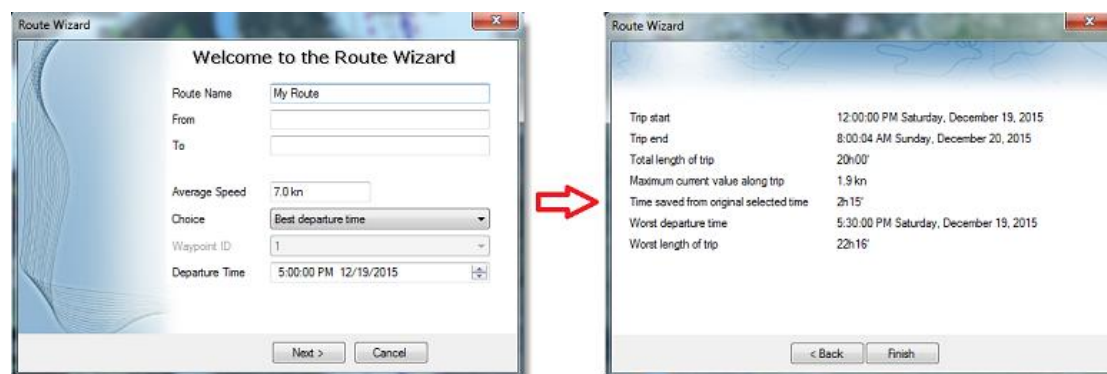 Route Wizard
Welcome to the Route Wizard
Route Name My Route
From
To
Average Speed 7.0 kn
Choice Best departure time
Waypoint ID 1
Departure Time 5:00:00 PM 12/19/2015
Next > Cancel
Route Wizard
Trip start 12:00:00 PM Saturday, December 19, 2015
Trip end 8:00:04 AM Sunday, December 20, 2015
Total length of trip 20h00'
Maximum current value along trip 1.9 kn
Time saved from original selected time 2h15'
Worst departure time 5:30:00 PM Saturday, December 19, 2015
Worst length of trip 22h16'
< Back Finish